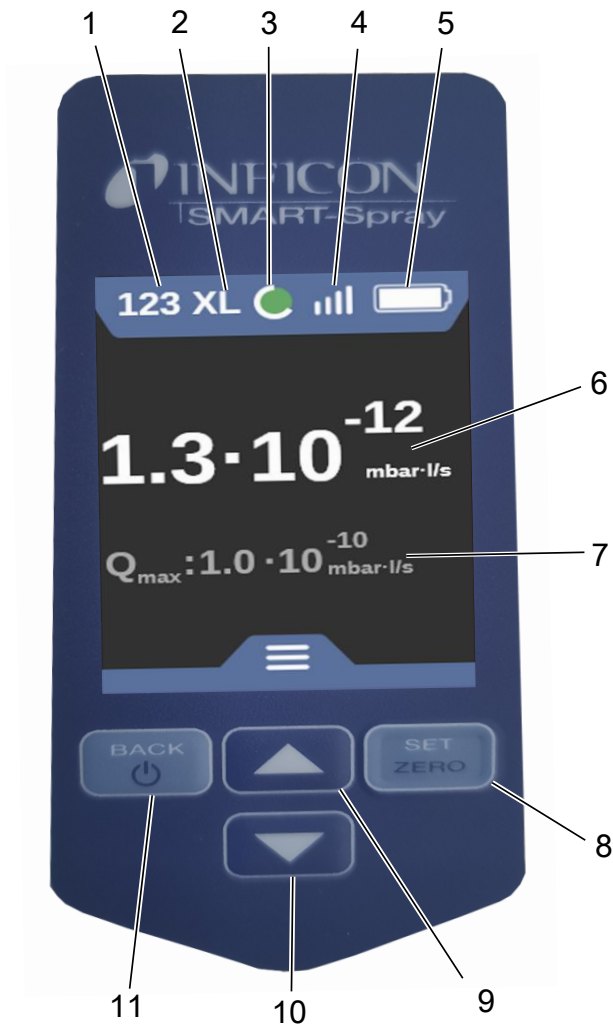 1 2 3 4 5
INFICON
SMART-Spray
123 XL
1.3·10⁻¹²
mbar·l/s
6
Qmax:1.0·10⁻¹⁰
mbar·l/s
7
BACK
SET
ZERO
8
11 10 9